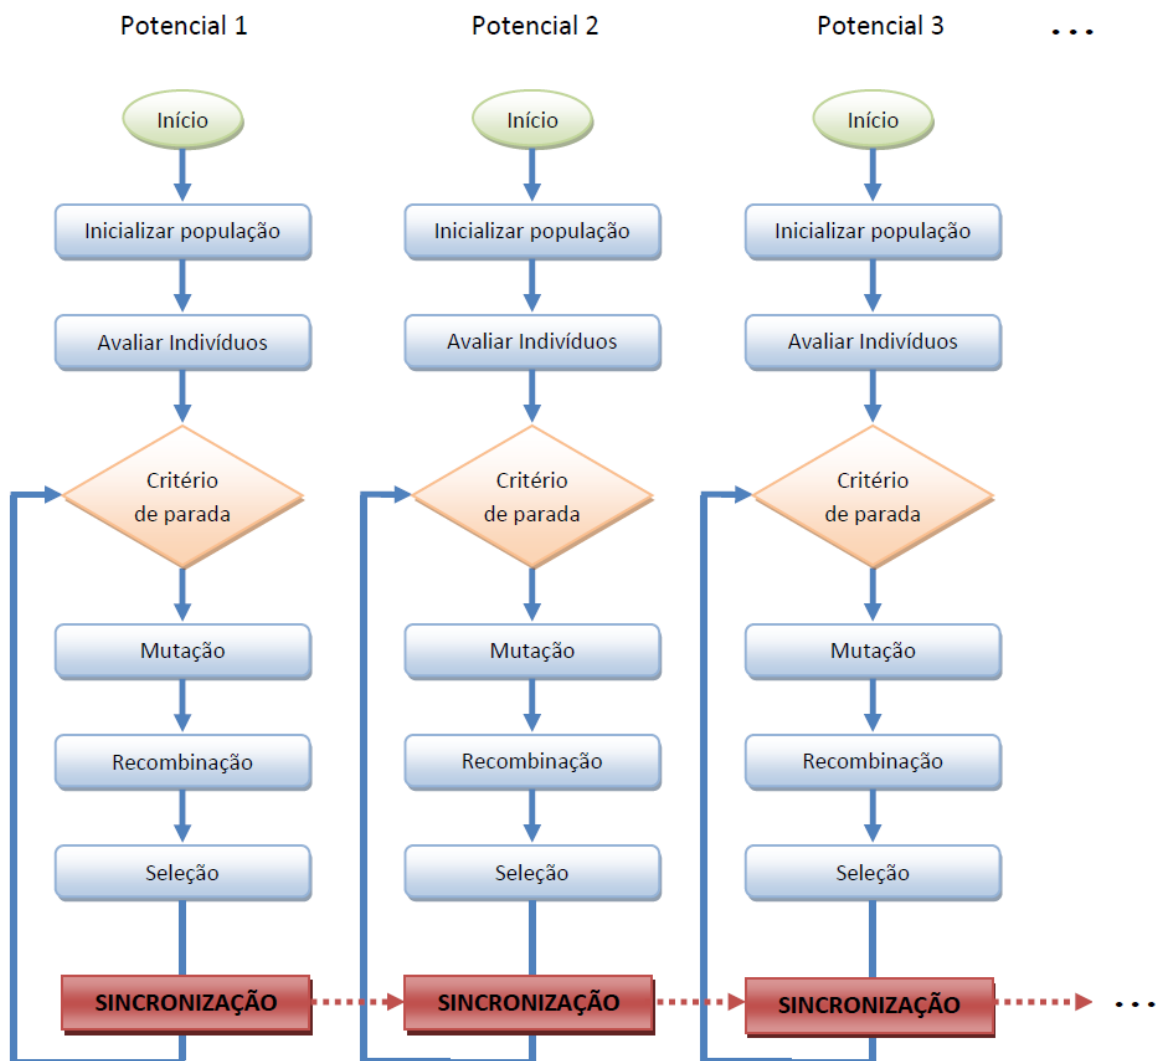 Potencial 1
Potencial 2
Potencial 3
...
Início
Início
Início
Inicializar população
Inicializar população
Inicializar população
Avaliar Indivíduos
Avaliar Indivíduos
Avaliar Indivíduos
Critério
de parada
Critério
de parada
Critério
de parada
Mutação
Mutação
Mutação
Recombinação
Recombinação
Recombinação
Seleção
Seleção
Seleção
SINCRONIZAÇÃO
SINCRONIZAÇÃO
SINCRONIZAÇÃO
...